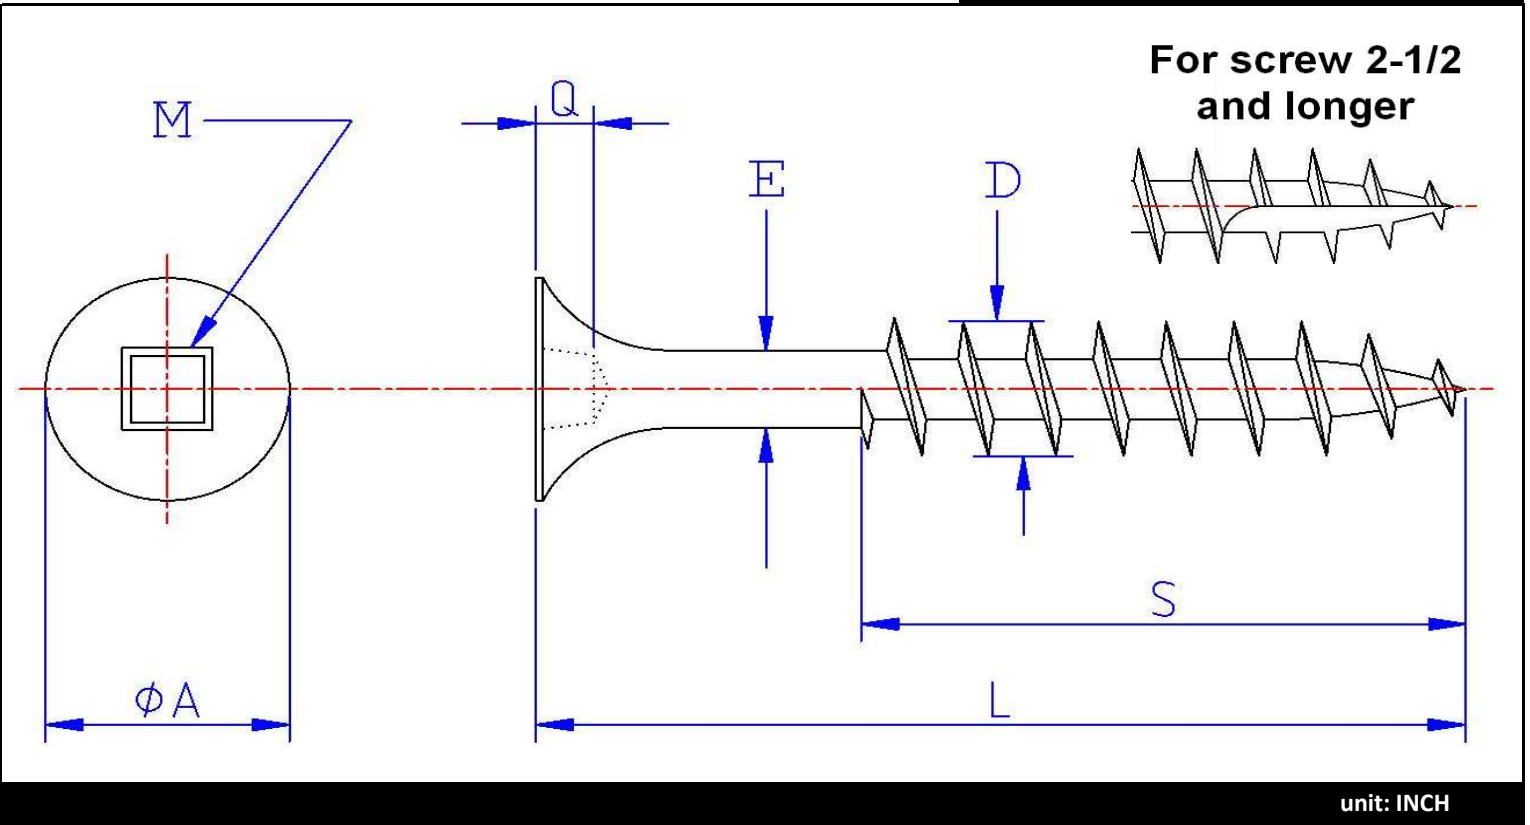 For screw 2-1/2
and longer
M
Q
E
D
S
ΦA
L
unit: INCH